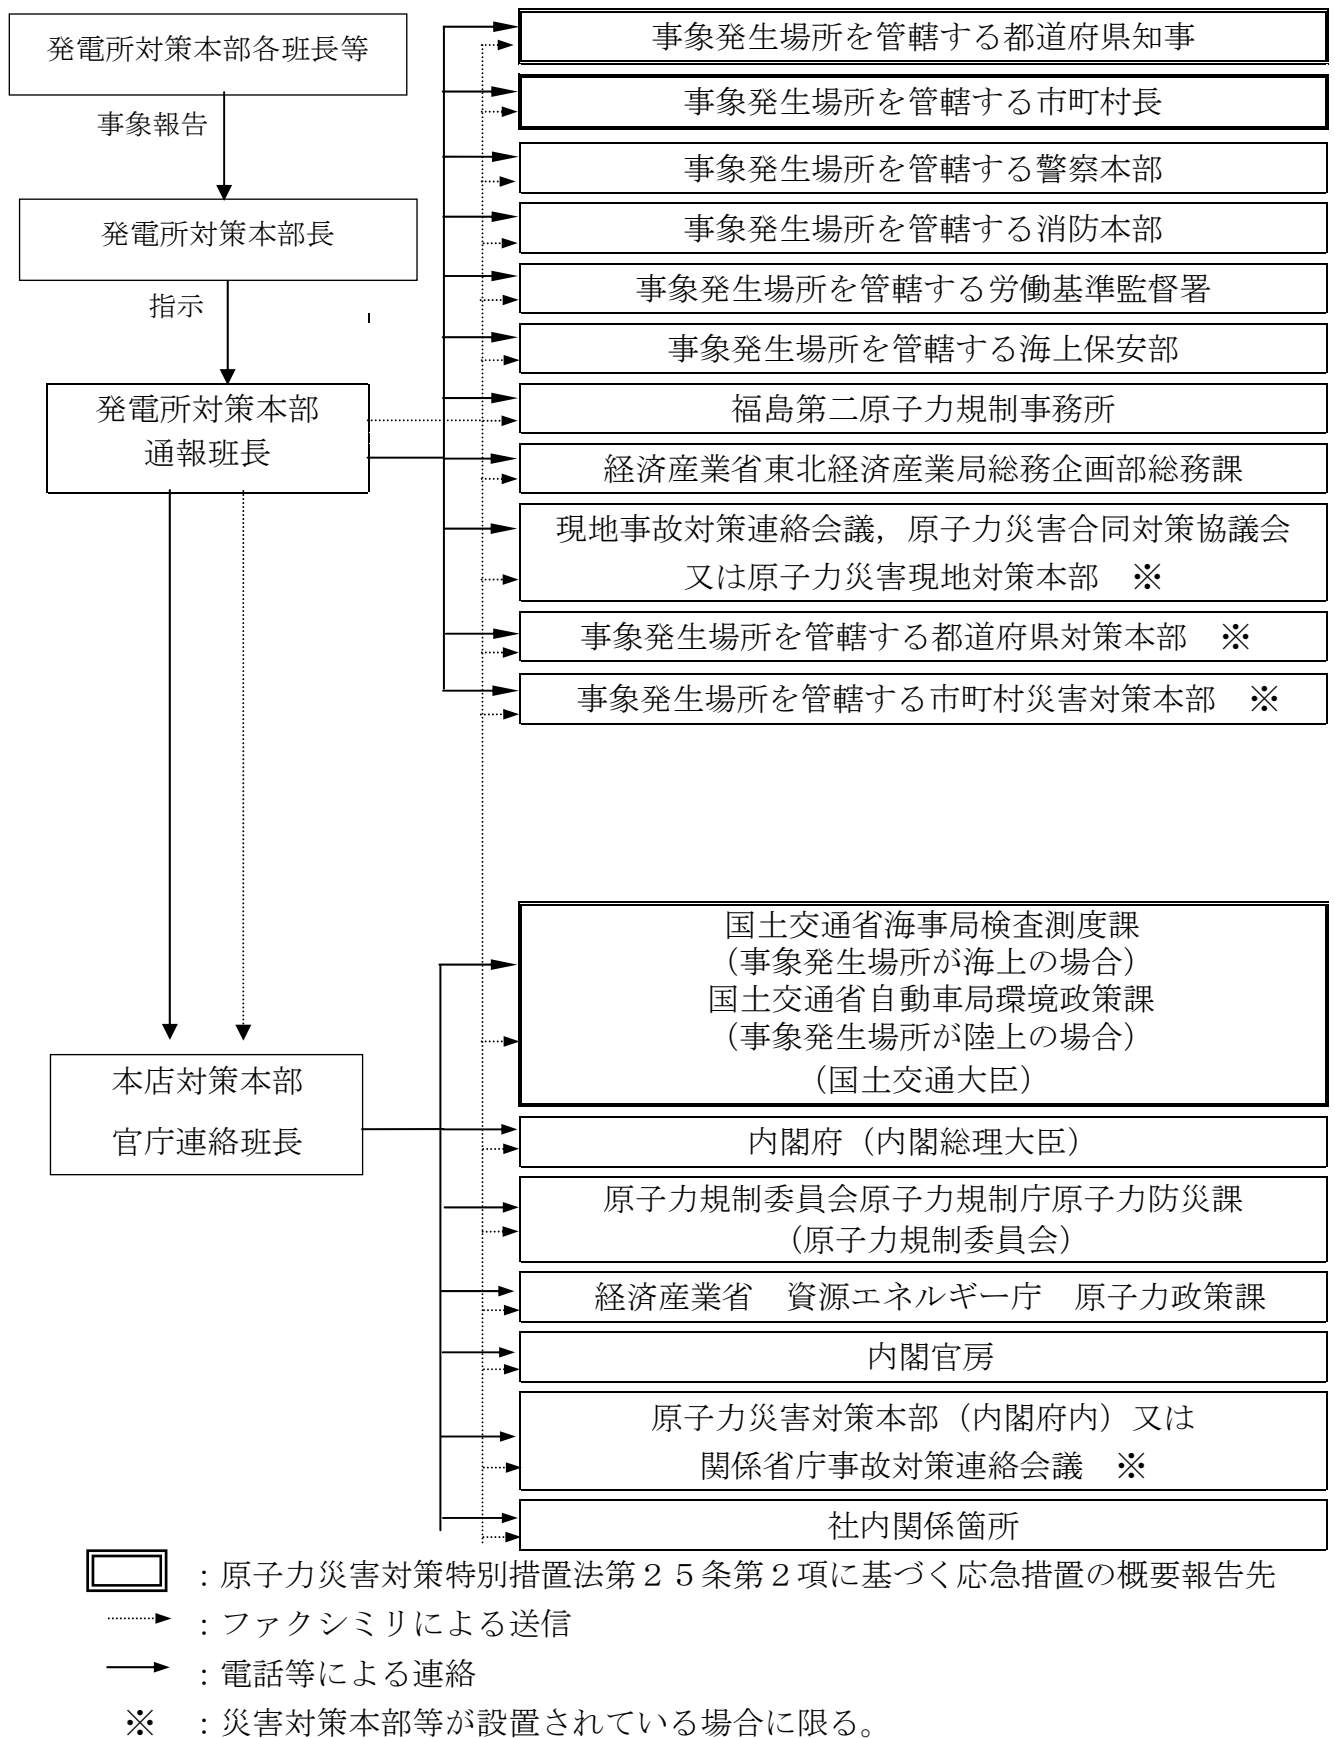 発電所対策本部各班長等
事象報告
発電所対策本部長
指示
発電所対策本部
通報班長
事象発生場所を管轄する都道府県知事
事象発生場所を管轄する市町村長
事象発生場所を管轄する警察本部
事象発生場所を管轄する消防本部
事象発生場所を管轄する労働基準監督署
事象発生場所を管轄する海上保安部
福島第二原子力規制事務所
経済産業省東北経済産業局総務企画部総務課
現地事故対策連絡会議，原子力災害合同対策協議会
又は原子力災害現地対策本部　※
事象発生場所を管轄する都道府県対策本部　※
事象発生場所を管轄する市町村災害対策本部　※
本店対策本部
官庁連絡班長
国土交通省海事局検査測度課
（事象発生場所が海上の場合）
国土交通省自動車局環境政策課
（事象発生場所が陸上の場合）
（国土交通大臣）
内閣府（内閣総理大臣）
原子力規制委員会原子力規制庁原子力防災課
（原子力規制委員会）
経済産業省　資源エネルギー庁　原子力政策課
内閣官房
原子力災害対策本部（内閣府内）又は
関係省庁事故対策連絡会議　※
社内関係箇所
：原子力災害対策特別措置法第２５条第２項に基づく応急措置の概要報告先
：ファクシミリによる送信
：電話等による連絡
※　：災害対策本部等が設置されている場合に限る。